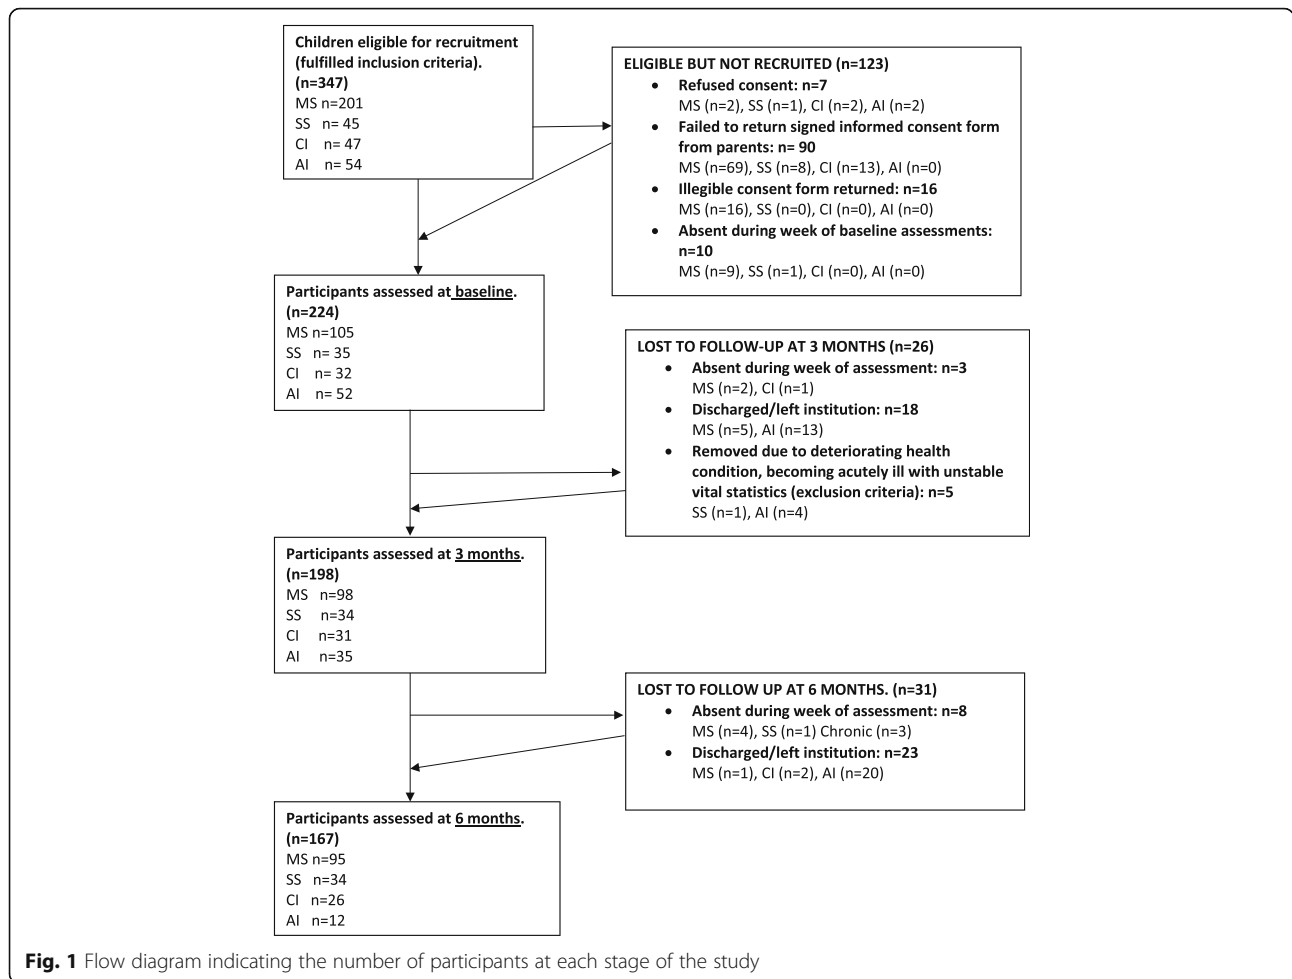 Children eligible for recruitment
(fulfilled inclusion criteria).
(n=347)
MS n=201
SS n= 45
CI n= 47
AI n= 54
ELIGIBLE BUT NOT RECRUITED (n=123)
• Refused consent: n=7
MS (n=2), SS (n=1), CI (n=2), AI (n=2)
• Failed to return signed informed consent form
from parents: n= 90
MS (n=69), SS (n=8), CI (n=13), AI (n=0)
• Illegible consent form returned: n=16
MS (n=16), SS (n=0), CI (n=0), AI (n=0)
• Absent during week of baseline assessments:
n=10
MS (n=9), SS (n=1), CI (n=0), AI (n=0)
Participants assessed at baseline.
(n=224)
MS n=105
SS n= 35
CI n= 32
AI n= 52
LOST TO FOLLOW-UP AT 3 MONTHS (n=26)
• Absent during week of assessment: n=3
MS (n=2), CI (n=1)
• Discharged/left institution: n=18
MS (n=5), AI (n=13)
• Removed due to deteriorating health
condition, becoming acutely ill with unstable
vital statistics (exclusion criteria): n=5
SS (n=1), AI (n=4)
Participants assessed at 3 months.
(n=198)
MS n=98
SS n=34
CI n=31
AI n=35
LOST TO FOLLOW UP AT 6 MONTHS. (n=31)
• Absent during week of assessment: n=8
MS (n=4), SS (n=1) Chronic (n=3)
• Discharged/left institution: n=23
MS (n=1), CI (n=2), AI (n=20)
Participants assessed at 6 months.
(n=167)
MS n=95
SS n=34
CI n=26
AI n=12
Fig. 1 Flow diagram indicating the number of participants at each stage of the study